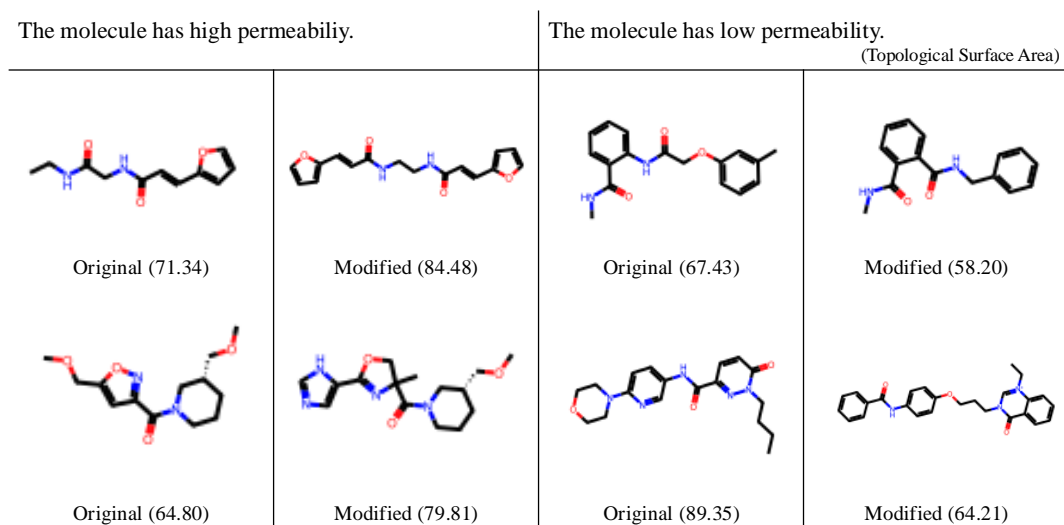 The molecule has high permeabiliy.
The molecule has low permeability.
(Topological Surface Area)
Original (71.34)
Modified (84.48)
Original (67.43)
Modified (58.20)
Original (64.80)
Modified (79.81)
Original (89.35)
Modified (64.21)